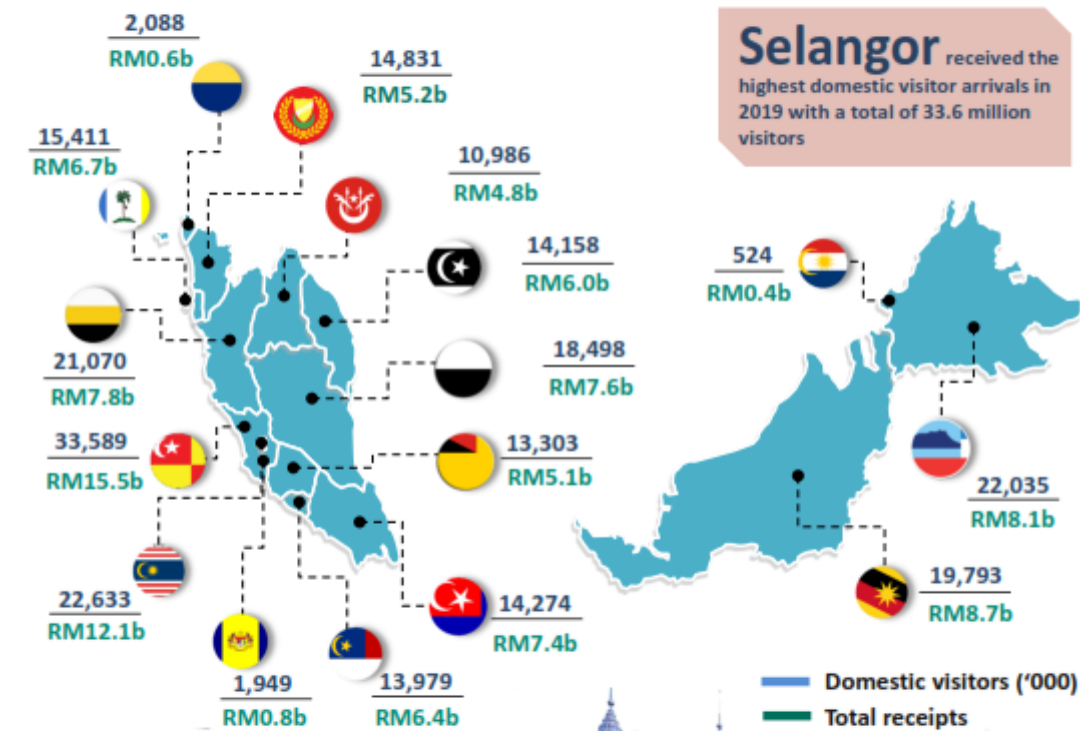 2,088
RM0.6b
14,831
RM5.2b
Selangor received the
highest domestic visitor arrivals in
2019 with a total of 33.6 million
visitors
15,411
RM6.7b
10,986
RM4.8b
14,158
RM6.0b
524
RM0.4b
21,070
RM7.8b
18,498
RM7.6b
33,589
RM15.5b
13,303
RM5.1b
22,035
RM8.1b
22,633
RM12.1b
14,274
RM7.4b
19,793
RM8.7b
1,949
RM0.8b
13,979
RM6.4b
Domestic visitors (‘000)
Total receipts